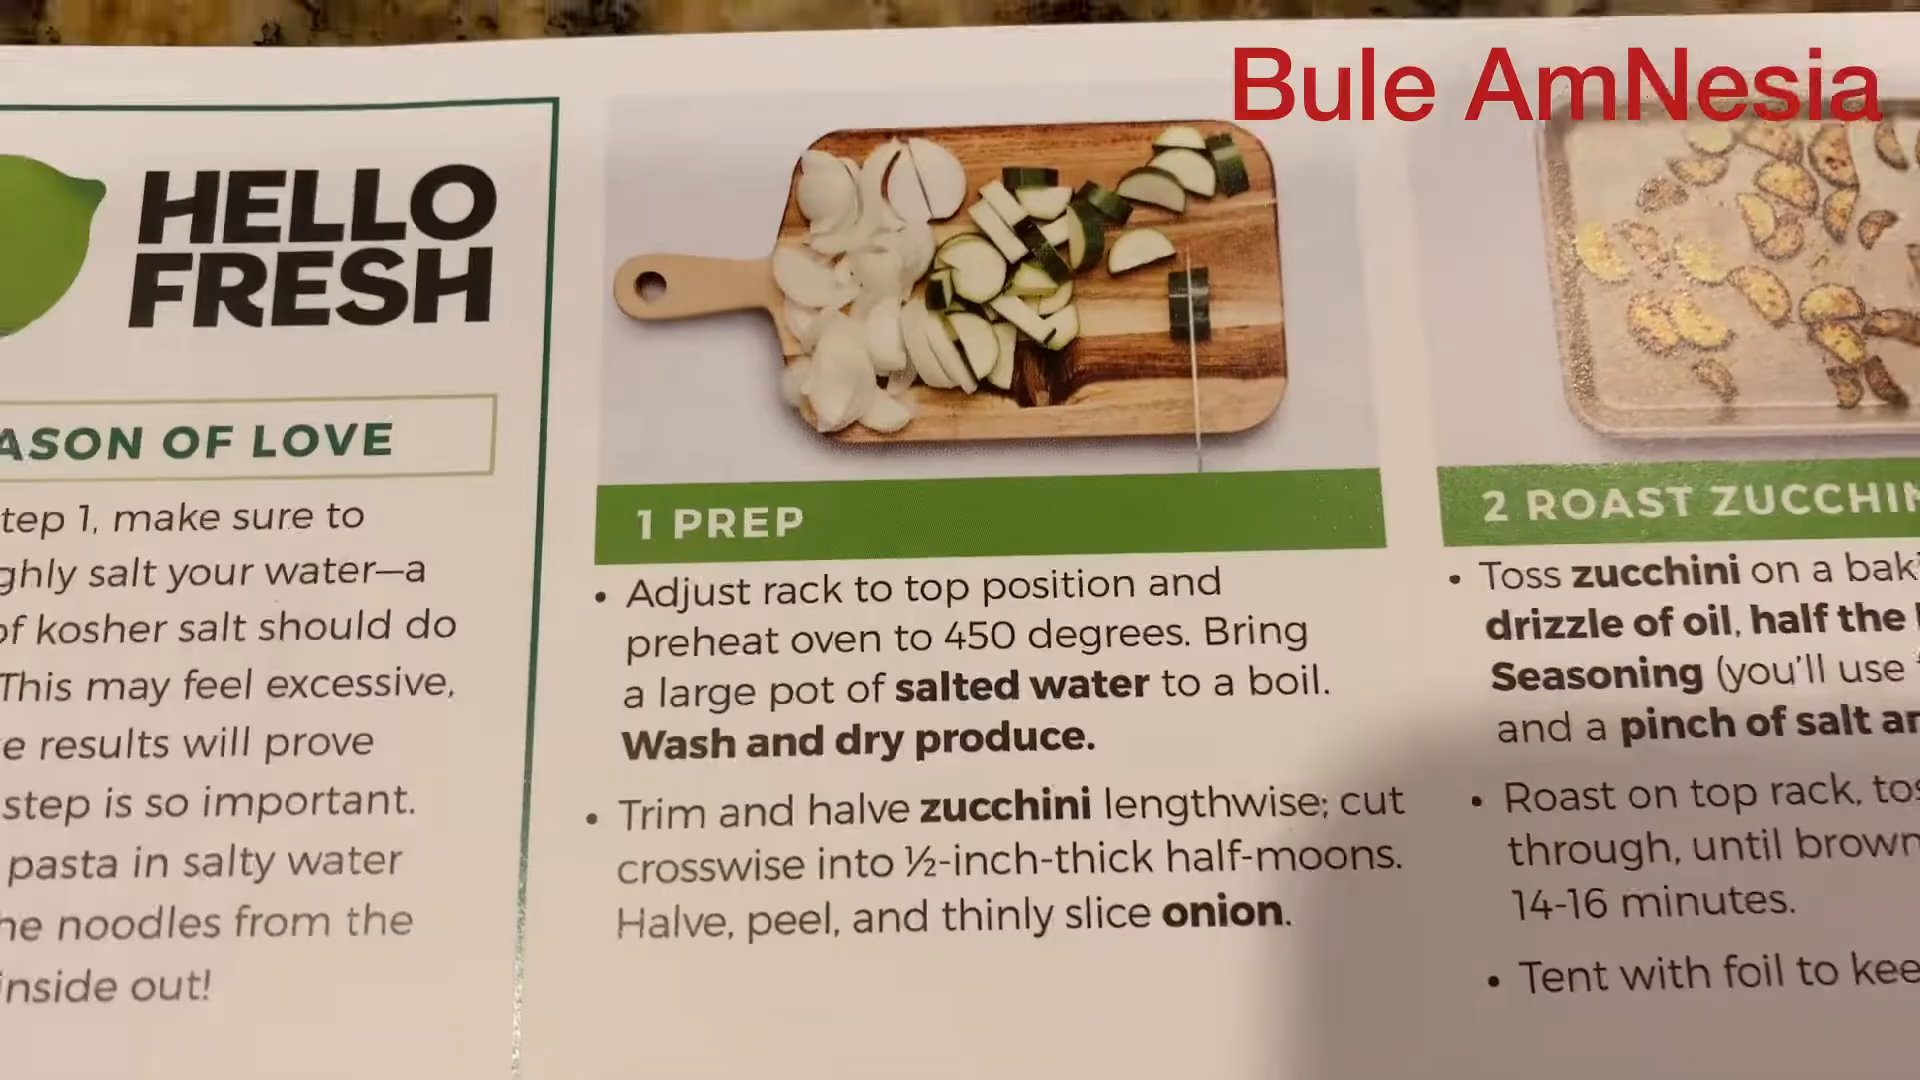 Bule AmNesia
HELLO
FRESH
ASON OF LOVE
tep 1, make sure to
ghly salt your water—a
of kosher salt should do
This may feel excessive,
e results will prove
step is so important.
pasta in salty water
he noodles from the
inside out!
1 PREP
• Adjust rack to top position and
preheat oven to 450 degrees. Bring
a large pot of salted water to a boil.
Wash and dry produce.
• Trim and halve zucchini lengthwise; cut
crosswise into ½-inch-thick half-moons.
Halve, peel, and thinly slice onion.
2 ROAST ZUCCHIN
• Toss zucchini on a bak
drizzle of oil, half the
Seasoning (you'll use
and a pinch of salt an
• Roast on top rack, tos
through, until brown
14-16 minutes.
• Tent with foil to kee